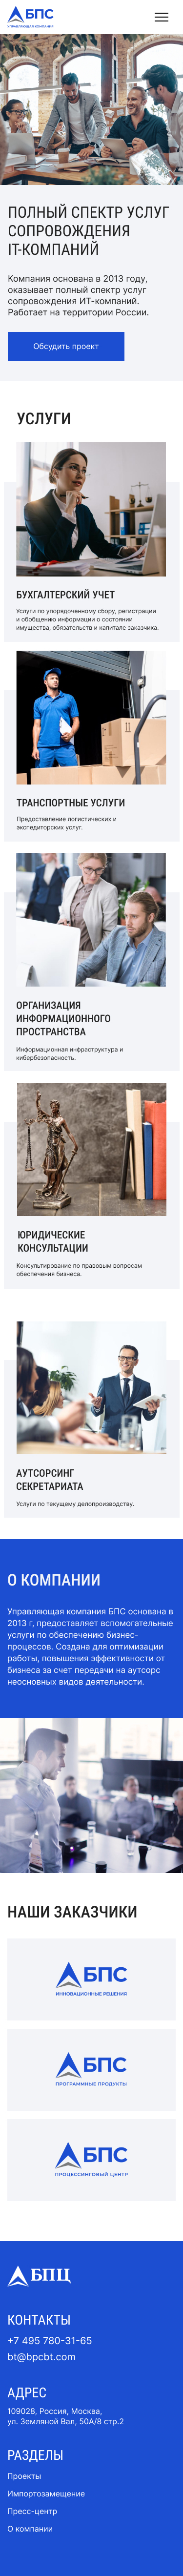 БПС
УПРАВЛЯЮЩАЯ КОМПАНИЯ
ПОЛНЫЙ СПЕКТР УСЛУГ
СОПРОВОЖДЕНИЯ
IT-КОМПАНИЙ
Компания основана в 2013 году,
оказывает полный спектр услуг
сопровождения ИТ-компаний.
Работает на территории России.
Обсудить проект
УСЛУГИ
БУХГАЛТЕРСКИЙ УЧЕТ
Услуги по упорядоченному сбору, регистрации
и обобщению информации о состоянии
имущества, обязательств и капитале заказчика.
ТРАНСПОРТНЫЕ УСЛУГИ
Предоставление логистических и
экспедиторских услуг.
ОРГАНИЗАЦИЯ
ИНФОРМАЦИОННОГО
ПРОСТРАНСТВА
Информационная инфраструктура и
кибербезопасность.
ЮРИДИЧЕСКИЕ
КОНСУЛЬТАЦИИ
Консультирование по правовым вопросам
обеспечения бизнеса.
АУТСОРСИНГ
СЕКРЕТАРИАТА
Услуги по текущему делопроизводству.
О КОМПАНИИ
Управляющая компания БПС основана в
2013 г, предоставляет вспомогательные
услуги по обеспечению бизнес-
процессов. Создана для оптимизации
работы, повышения эффективности от
бизнеса за счет передачи на аутсорс
неосновных видов деятельности.
НАШИ ЗАКАЗЧИКИ
БПС
ИННОВАЦИОННЫЕ РЕШЕНИЯ
БПС
ПРОГРАММНЫЕ ПРОДУКТЫ
БПС
ПРОЦЕССИНГОВЫЙ ЦЕНТР
БПЦ
КОНТАКТЫ
+7 495 780-31-65
bt@bpcbt.com
АДРЕС
109028, Россия, Москва,
ул. Земляной Вал, 50А/8 стр.2
РАЗДЕЛЫ
Проекты
Импортозамещение
Пресс-центр
О компании